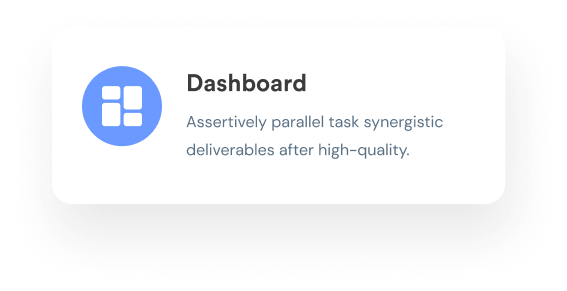 Dashboard
Assertively parallel task synergistic
deliverables after high-quality.